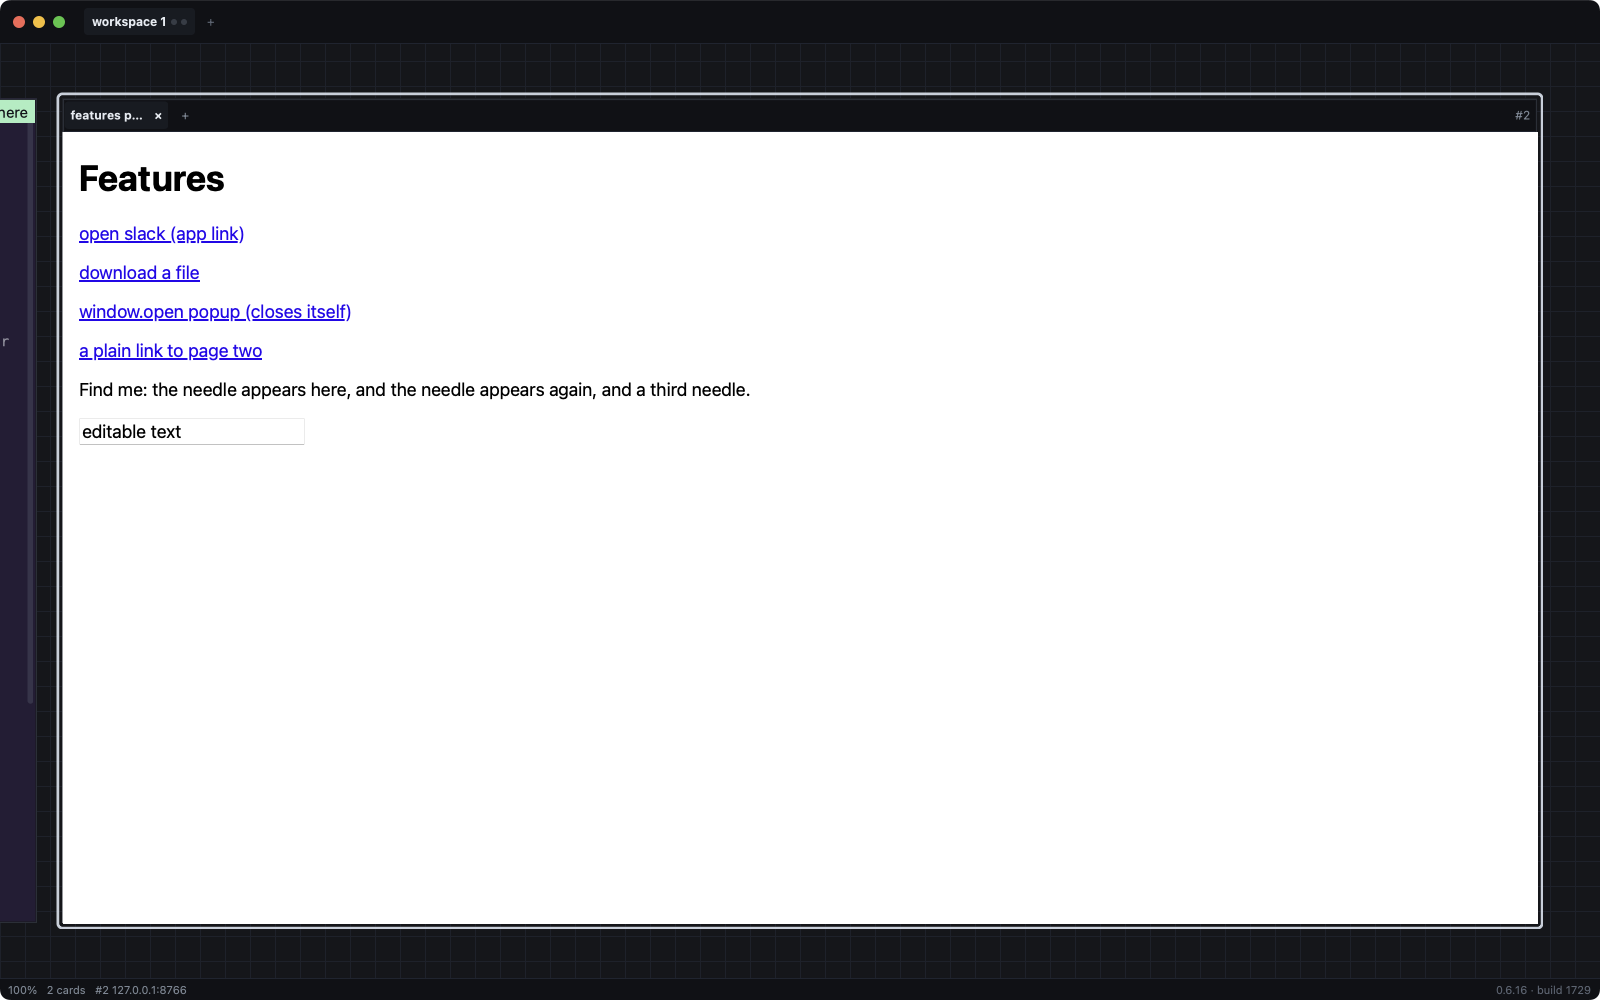 workspace 1
+
here
features p... × +
#2
Features
open slack (app link)
download a file
window.open popup (closes itself)
r
a plain link to page two
Find me: the needle appears here, and the needle appears again, and a third needle.
editable text
100% 2 cards #2 127.0.0.1:8766
0.6.16 · build 1729